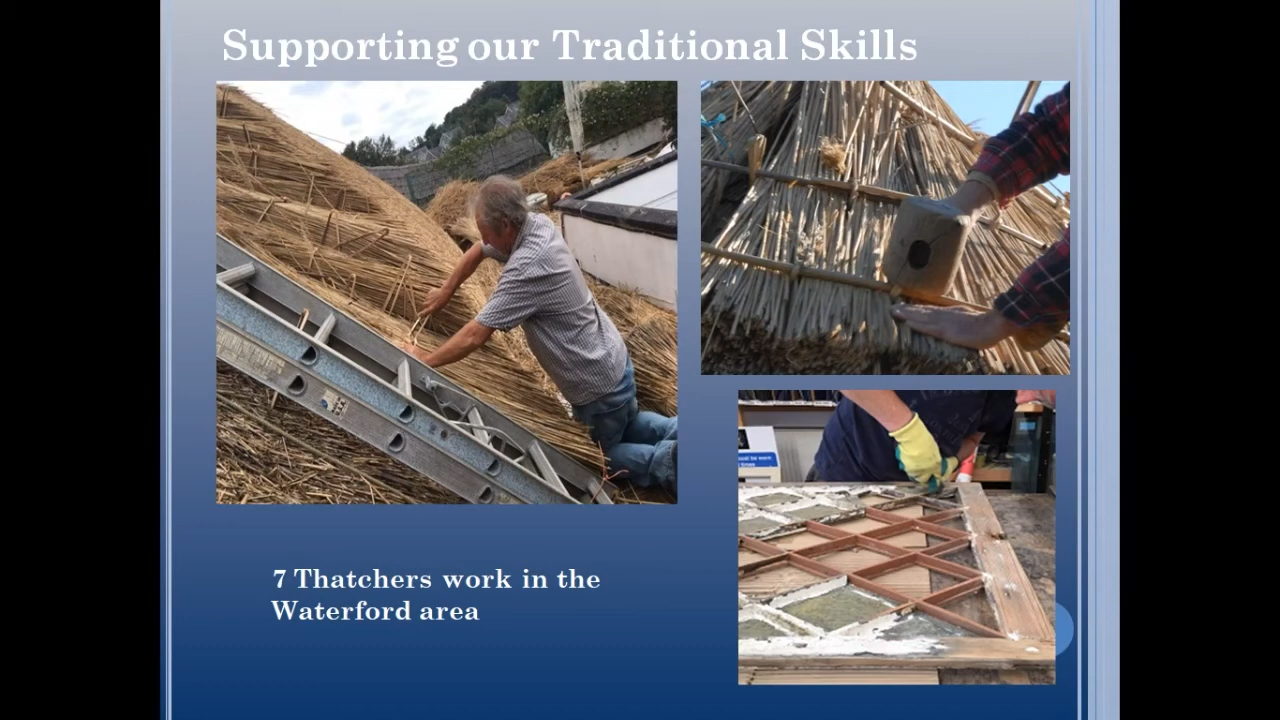 Supporting our Traditional Skills
7 Thatchers work in the
Waterford area